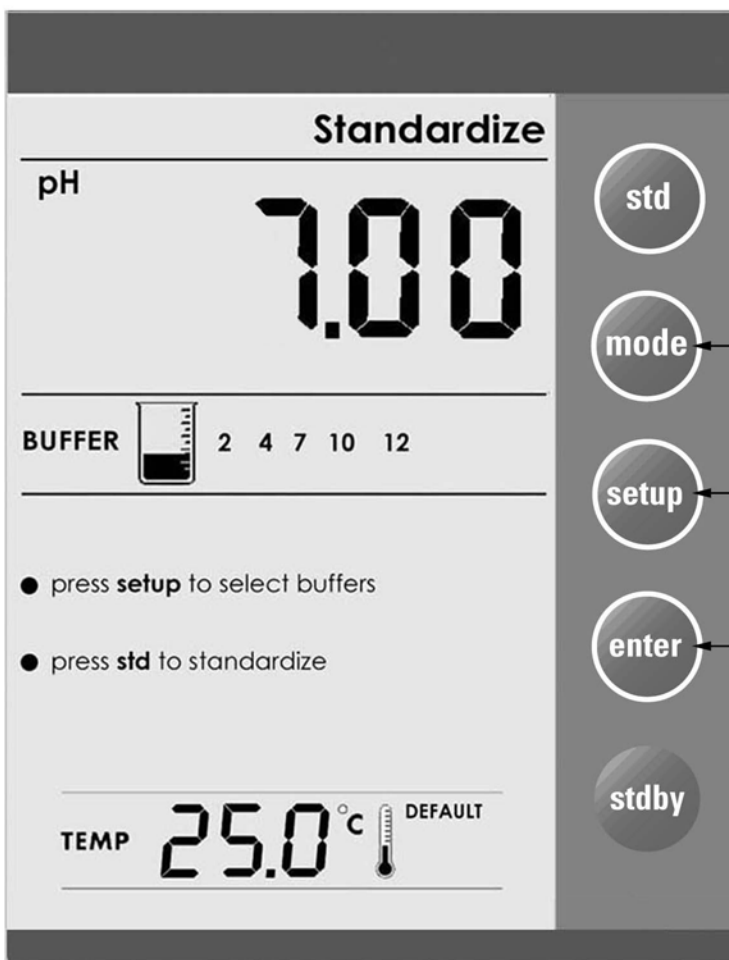 Standardize
pH
7.00
BUFFER 2 4 7 10 12
● press setup to select buffers
● press std to standardize
TEMP 25.0 °C DEFAULT
std
mode
setup
enter
stdby